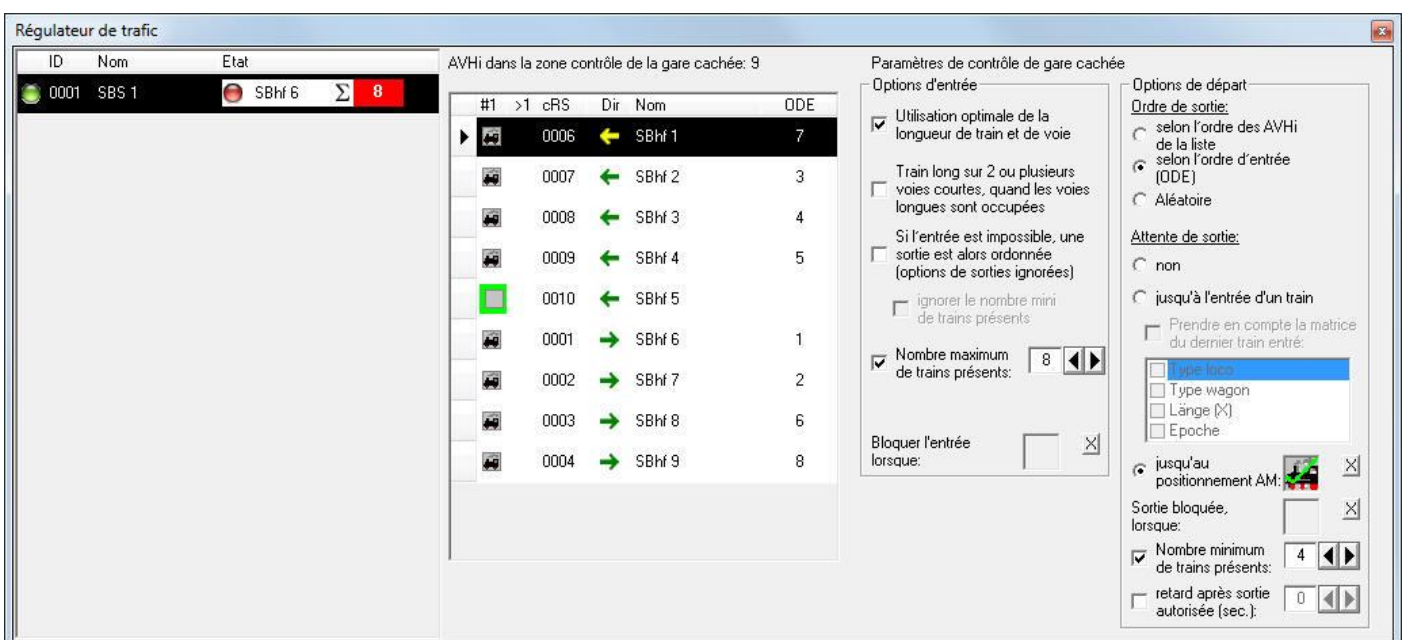 Régulateur de trafic
ID Nom Etat
0001 SBS 1 SBhf 6 Σ 8
AVHi dans la zone contrôle de la gare cachée: 9
#1 >1 cRS Dir Nom ODE
0006 SBhf 1 7
0007 SBhf 2 3
0008 SBhf 3 4
0009 SBhf 4 5
0010 SBhf 5
0001 SBhf 6 1
0002 SBhf 7 2
0003 SBhf 8 6
0004 SBhf 9 8
Paramètres de contrôle de gare cachée
Options d'entrée
Utilisation optimale de la
longueur de train et de voie
Train long sur 2 ou plusieurs
voies courtes, quand les voies
longues sont occupées
Si l'entrée est impossible, une
sortie est alors ordonnée
(options de sorties ignorées)
ignorer le nombre mini
de trains présents
Nombre maximum
de trains présents: 8
Bloquer l'entrée
lorsque: X
Options de départ
Ordre de sortie:
selon l'ordre des AVHi
de la liste
selon l'ordre d'entrée
(ODE)
Aléatoire
Attente de sortie:
non
jusqu'à l'entrée d'un train
Prendre en compte la matrice
du dernier train entré:
Type loco
Type wagon
Länge (X)
Epoche
jusqu'au
positionnement AM: X
Sortie bloquée,
lorsque: X
Nombre minimum
de trains présents: 4
retard après sortie
autorisée (sec.): 0